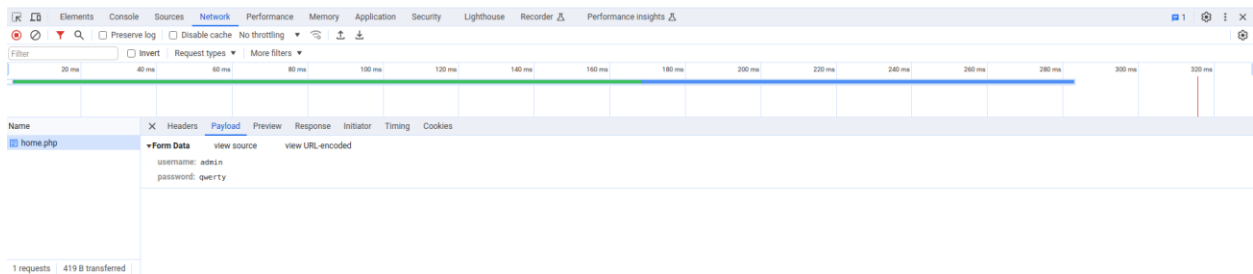 Elements Console Sources Network Performance Memory Application Security Lighthouse Recorder Performance insights 1
Preserve log Disable cache No throttling
Filter Invert Request types More filters
20 ms 40 ms 60 ms 80 ms 100 ms 120 ms 140 ms 160 ms 180 ms 200 ms 220 ms 240 ms 260 ms 280 ms 300 ms 320 ms
Name Headers Payload Preview Response Initiator Timing Cookies
home.php Form Data view source view URL-encoded
username: admin
password: qwerty
1 requests 419 B transferred